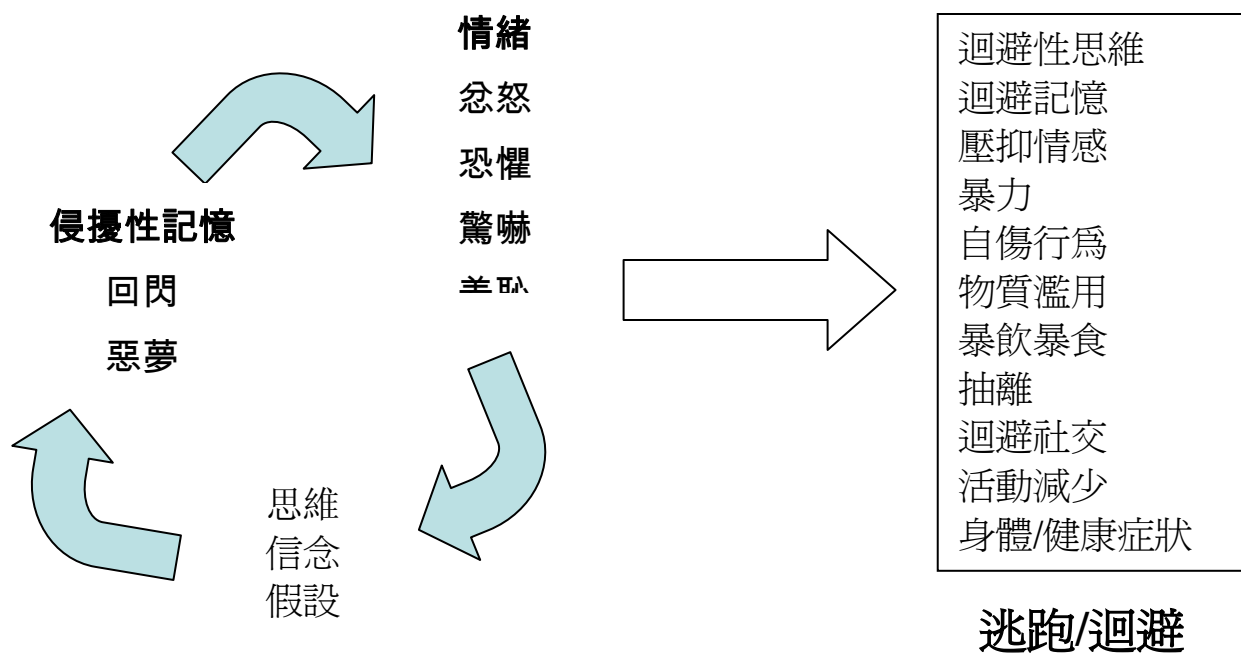 情緒
忿怒
恐懼
驚嚇
羞恥
侵擾性記憶
回閃
惡夢
思維
信念
假設
迴避性思維
迴避記憶
壓抑情感
暴力
自傷行爲
物質濫用
暴飲暴食
抽離
迴避社交
活動減少
身體/健康症狀
逃跑/迴避